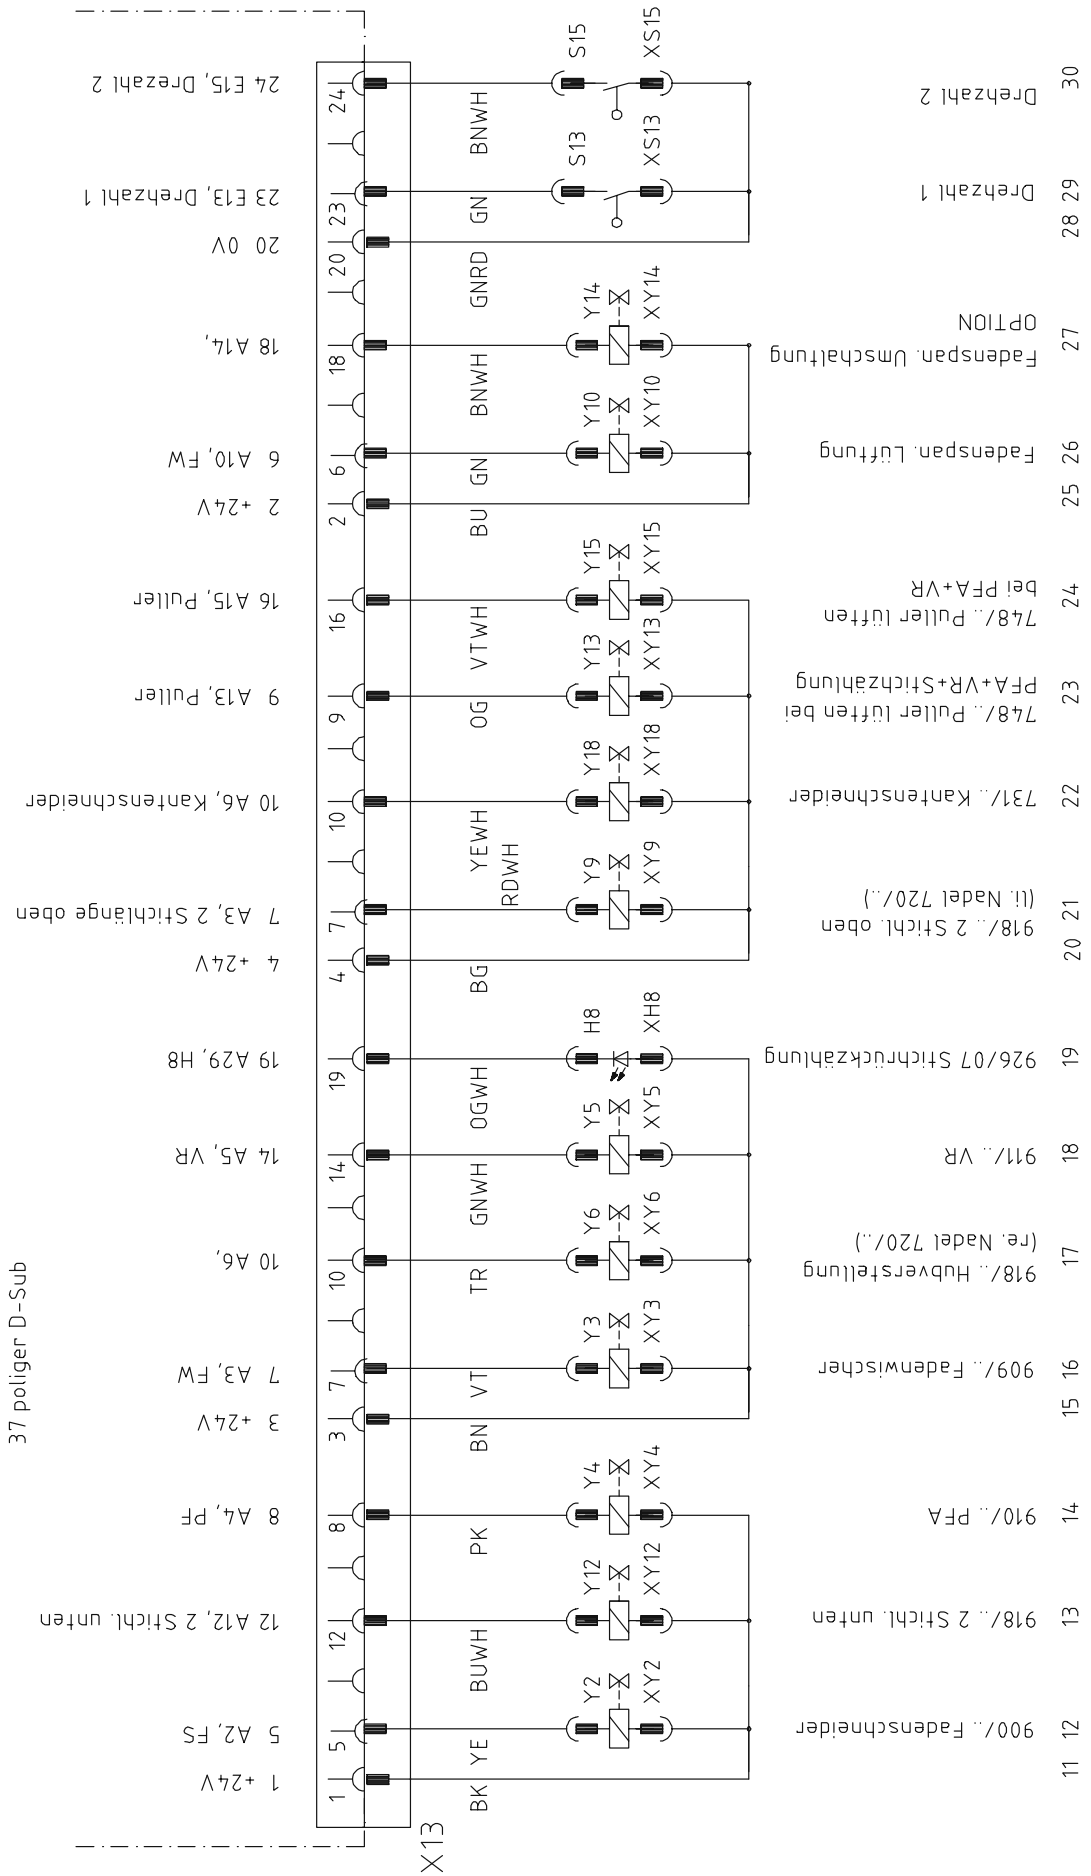 37 poliger D-Sub
X13
1 +24V
5 A2, FS
12 A12, 2 Stichl. unten
8 A4, PF
3 +24V
7 A3, FW
10 A6,
14 A5, VR
19 A29, H8
4 +24V
7 A3, 2 Stichlänge oben
10 A6, Kantenschneider
9 A13, Puller
16 A15, Puller
2 +24V
6 A10, FW
18 A14,
20 0V
23 E13, Drehzahl 1
24 E15, Drezahl 2
1
5
12
8
3
7
10
14
19
4
7
10
9
16
2
6
18
20
23
24
BK
YE
BUWH
PK
BN
VT
TR
GNWH
OGWH
BG
RDWH
YEWH
OG
VTWH
BU
GN
BNWH
GNRD
GN
BNWH
Y2
Y12
Y4
Y3
Y6
Y5
H8
Y9
Y18
Y13
Y15
Y10
Y14
S13
S15
XY2
XY12
XY4
XY3
XY6
XY5
XH8
XY9
XY18
XY13
XY15
XY10
XY14
XS13
XS15
900/.. Fadenschneider
918/.. 2 Stichl. unten
910/.. PFA
909/.. Fadenwischer
918/.. Hubverstellung
(re. Nadel 720/..)
911/.. VR
926/07 Stichrückzählung
918/.. 2 Stichl. oben
(li. Nadel 720/..)
731/.. Kantenschneider
748/.. Puller lüften bei
PFA+VR+Stichzählung
748/.. Puller lüften
bei PFA+VR
Fadenspan. Lüftung
Fadenspan. Umschaltung
OPTION
Drehzahl 1
Drehzahl 2
11
12
13
14
15
16
17
18
19
20
21
22
23
24
25
26
27
28
29
30